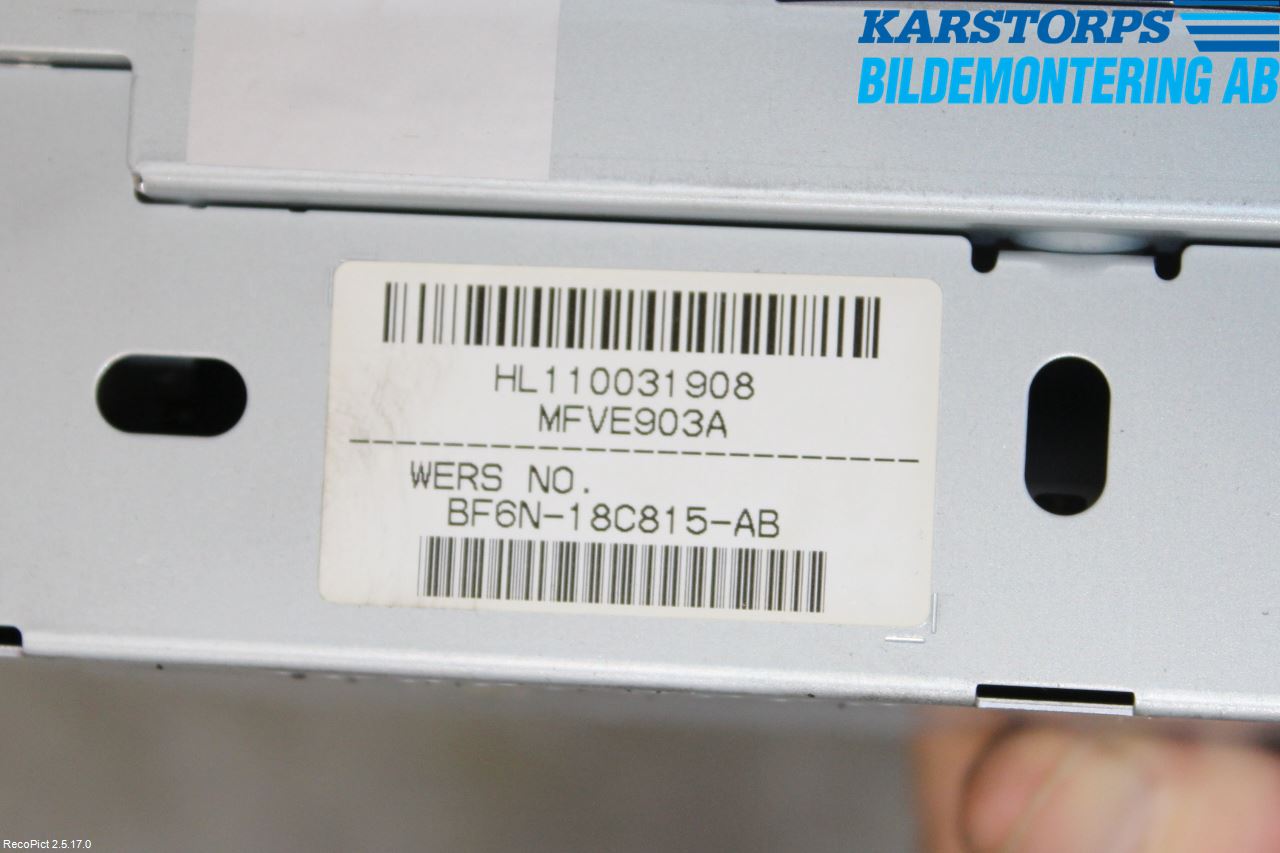 KARSTORPS
BILDEMONTERING AB
HL110031908
MFVE903A
WERS NO.
BF6N-18C815-AB
RecoPict 2.5.17.0